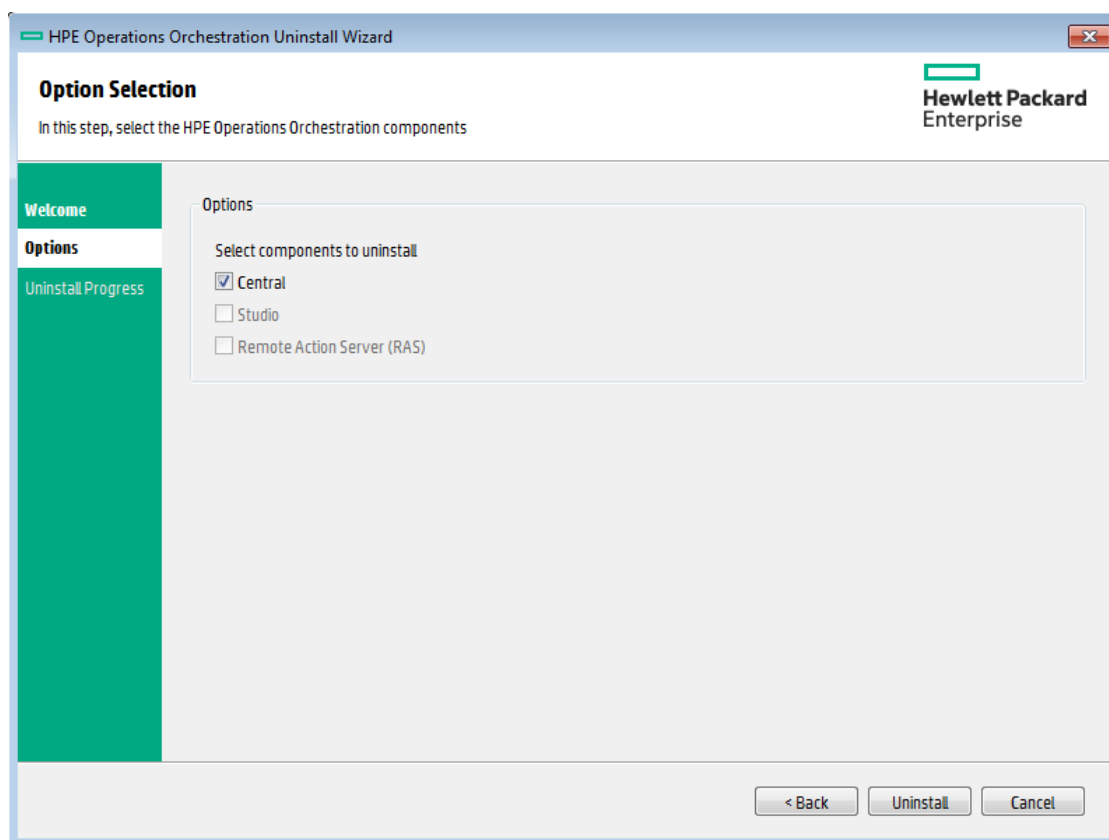 HPE Operations Orchestration Uninstall Wizard
Option Selection
In this step, select the HPE Operations Orchestration components
Hewlett Packard
Enterprise
Welcome
Options
Uninstall Progress
Options
Select components to uninstall
Central
Studio
Remote Action Server (RAS)
< Back
Uninstall
Cancel